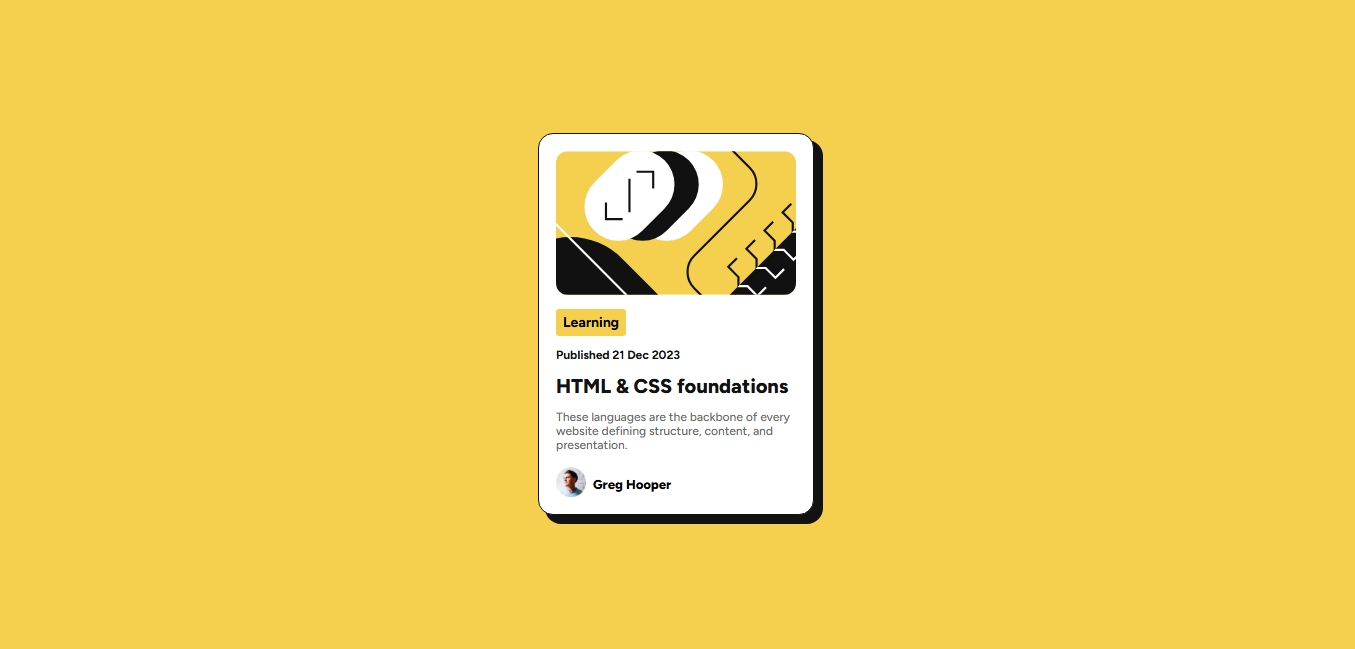 Learning
Published 21 Dec 2023
HTML & CSS foundations
These languages are the backbone of every
website defining structure, content, and
presentation.
Greg Hooper